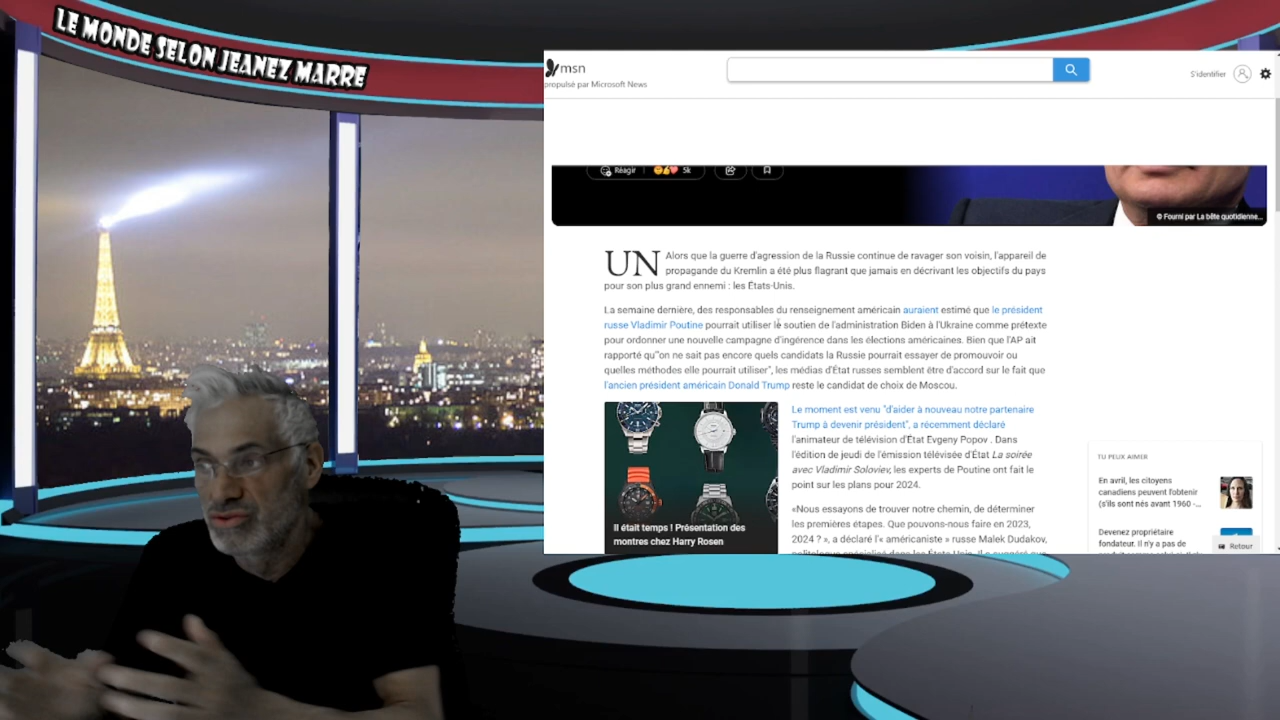 LE MONDE SELON JEANEZ MARRE
msn
propulsé par Microsoft News
S'identifier
Réagir
5k
© Fourni par La bête quotidienne...
UN Alors que la guerre d'agression de la Russie continue de ravager son voisin, l'appareil de
propagande du Kremlin a été plus flagrant que jamais en décrivant les objectifs du pays
pour son plus grand ennemi : les États-Unis.
La semaine dernière, des responsables du renseignement américain auraient estimé que le président
russe Vladimir Poutine pourrait utiliser le soutien de l'administration Biden à l'Ukraine comme prétexte
pour ordonner une nouvelle campagne d'ingérence dans les élections américaines. Bien que l'AP ait
rapporté qu'"on ne sait pas encore quels candidats la Russie pourrait essayer de promouvoir ou
quelles méthodes elle pourrait utiliser", les médias d'État russes semblent être d'accord sur le fait que
l'ancien président américain Donald Trump reste le candidat de choix de Moscou.
Le moment est venu "d'aider à nouveau notre partenaire
Trump à devenir président", a récemment déclaré
l'animateur de télévision d'État Evgeny Popov . Dans
l'édition de jeudi de l'émission télévisée d'État La soirée
avec Vladimir Soloviev, les experts de Poutine ont fait le
point sur les plans pour 2024.
«Nous essayons de trouver notre chemin, de déterminer
les premières étapes. Que pouvons-nous faire en 2023,
2024 ? », a déclaré l'« américaniste » russe Malek Dudakov,
Il était temps ! Présentation des
montres chez Harry Rosen
TU PEUX AIMER
En avril, les citoyens
canadiens peuvent l'obtenir
(s'ils sont nés avant 1960 -...
Devenez propriétaire
fondateur. Il n'y a pas de
Retour